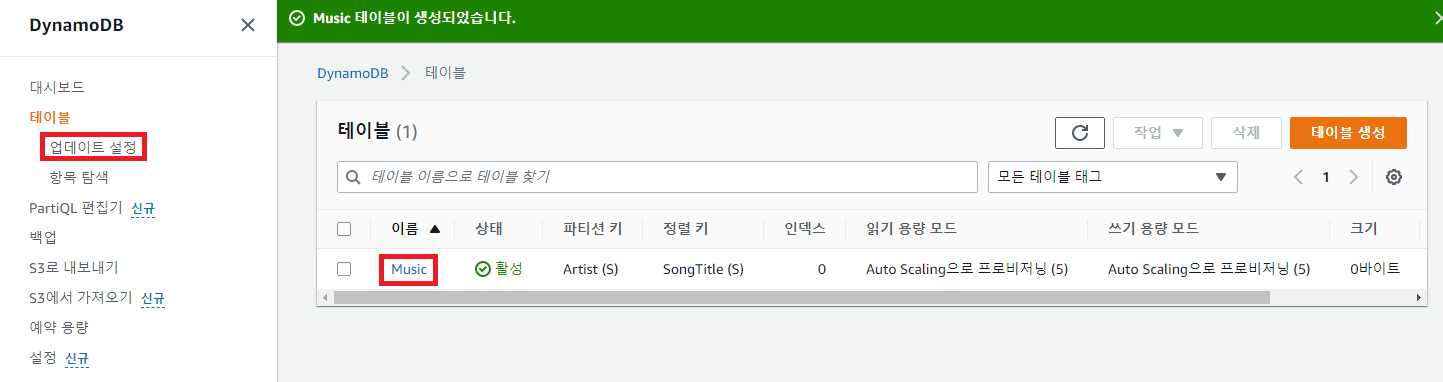 DynamoDB
대시보드
테이블
업데이트 설정
항목 탐색
PartiQL 편집기 신규
백업
S3로 내보내기
S3에서 가져오기 신규
예약 용량
설정 신규
Music 테이블이 생성되었습니다.
DynamoDB 테이블
테이블 (1)
작업 삭제 테이블 생성
테이블 이름으로 테이블 찾기 모든 테이블 태그 1
이름 상태 파티션 키 정렬 키 인덱스 읽기 용량 모드 쓰기 용량 모드 크기
Music 활성 Artist (S) SongTitle (S) 0 Auto Scaling으로 프로비저닝 (5) Auto Scaling으로 프로비저닝 (5) 0바이트